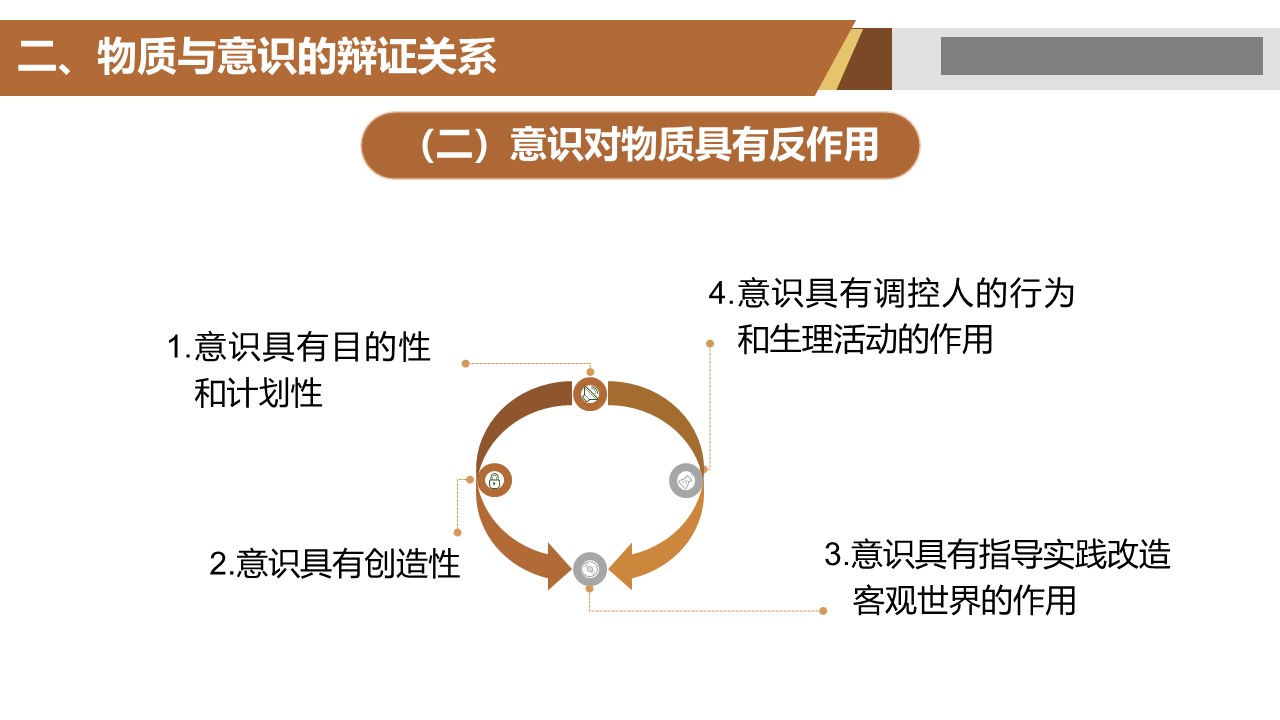 二、物质与意识的辩证关系
（二）意识对物质具有反作用
1.意识具有目的性
和计划性
2.意识具有创造性
3.意识具有指导实践改造
客观世界的作用
4.意识具有调控人的行为
和生理活动的作用